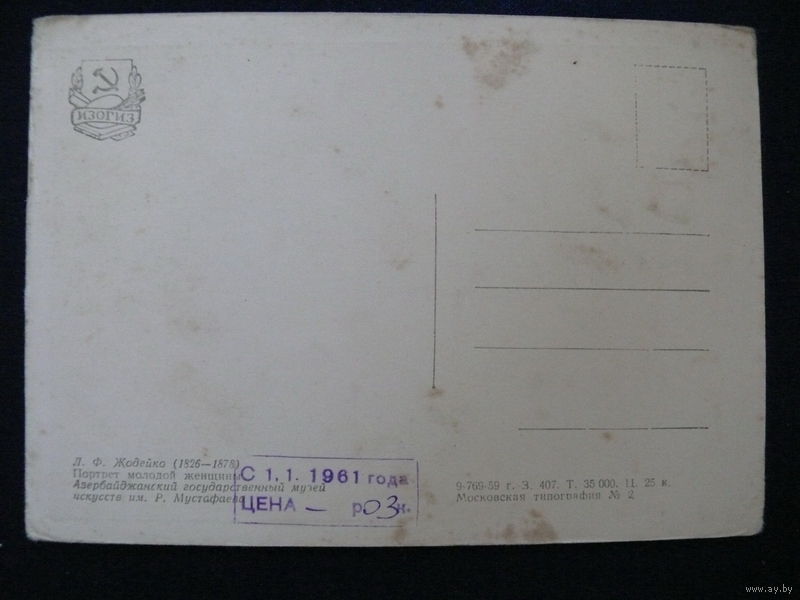 ИЗОГИЗ
Л. Ф. Жодейко (1826—1878)
Портрет молодой женщины
Азербайджанский государственный музей
искусств им. Р. Мустафаева
С 1.1. 1961 года
ЦЕНА — р. 03 к.
9-769-59 г. З. 407. Т. 35 000. Ц. 25 к.
Московская типография № 2
www.ay.by